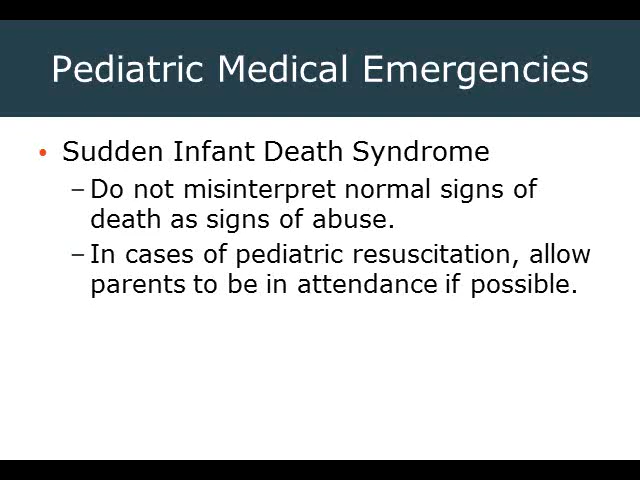 Pediatric Medical Emergencies
• Sudden Infant Death Syndrome
– Do not misinterpret normal signs of
death as signs of abuse.
– In cases of pediatric resuscitation, allow
parents to be in attendance if possible.